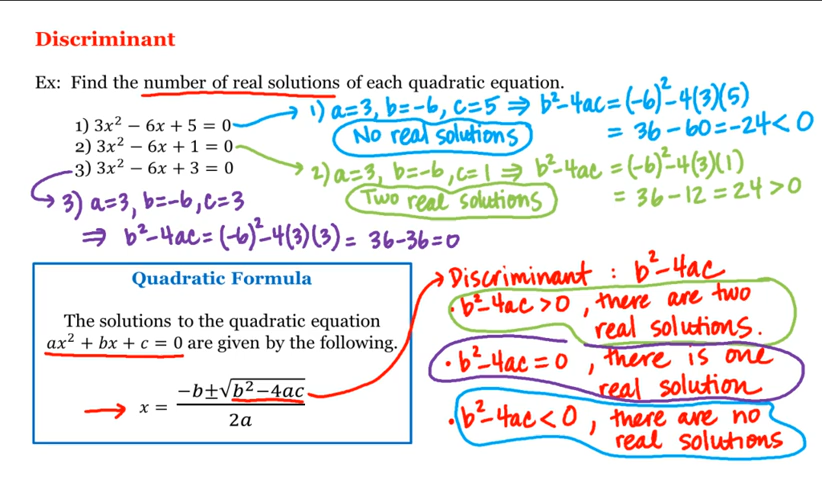 Discriminant
Ex: Find the number of real solutions of each quadratic equation.
1) 3x² − 6x + 5 = 0
2) 3x² − 6x + 1 = 0
3) 3x² − 6x + 3 = 0
1) a=3, b=-6, c=5 ⇒ b²-4ac = (-6)²-4(3)(5)
= 36-60=-24<0
No real solutions
2) a=3, b=-6, c=1 ⇒ b²-4ac = (-6)²-4(3)(1)
= 36-12=24>0
Two real solutions
3) a=3, b=-6, c=3
⇒ b²-4ac = (-6)²-4(3)(3) = 36-36=0
Quadratic Formula
The solutions to the quadratic equation
ax² + bx + c = 0 are given by the following.
x = (−b±√b²−4ac)/2a
Discriminant : b²-4ac
• b²-4ac>0, there are two
real solutions.
• b²-4ac=0, there is one
real solution
• b²-4ac<0, there are no
real solutions